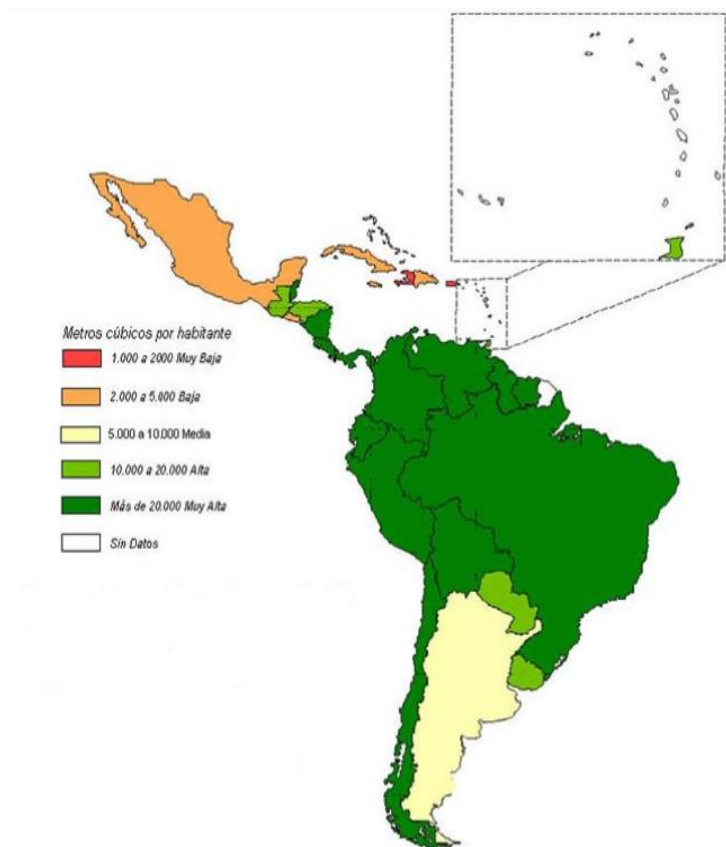 Metros cúbicos por habitante
1.000 a 2000 Muy Baja
2.000 a 5.000 Baja
5.000 a 10.000 Media
10.000 a 20.000 Alta
Más de 20.000 Muy Alta
Sin Datos